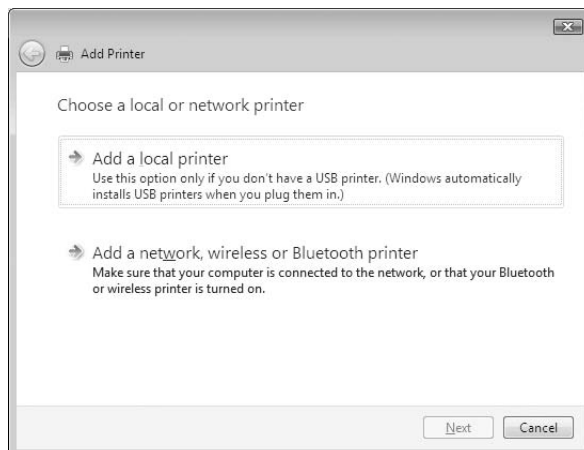 Add Printer
Choose a local or network printer
Add a local printer
Use this option only if you don't have a USB printer. (Windows automatically
installs USB printers when you plug them in.)
Add a network, wireless or Bluetooth printer
Make sure that your computer is connected to the network, or that your Bluetooth
or wireless printer is turned on.
Next Cancel